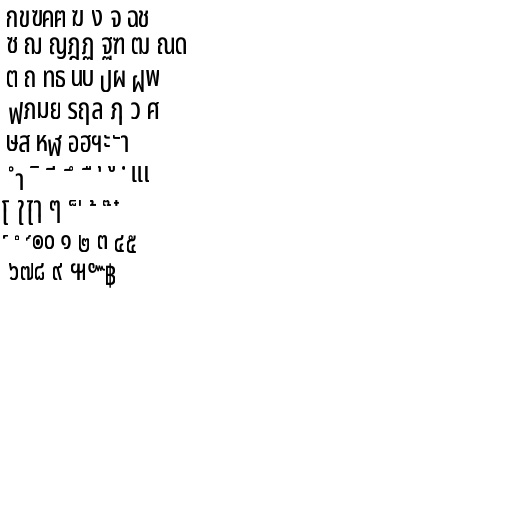 กขฃคฅ ฆ ง จ ฉช
ซ ฌ ญฎฏ ฐฑ ฒ ณด
ต ถ ทธ นบ ปผ ฝพ
ฟภมย รฤล ฦ ว ศ
ษส หฬ อฮฯะ ั า
ำ ิ ี ึ ื ุ ู ฺ เแ
โ ใ ไ ๅ ๆ ็ ่ ้ ๊ ๋
์ ํ ๎ ๏๐ ๑ ๒ ๓ ๔๕
๖๗๘ ๙ ๚๛฿